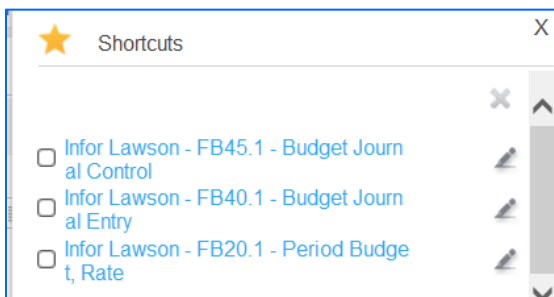 Shortcuts
X
Infor Lawson - FB45.1 - Budget Journ
al Control
Infor Lawson - FB40.1 - Budget Journ
al Entry
Infor Lawson - FB20.1 - Period Budge
t, Rate